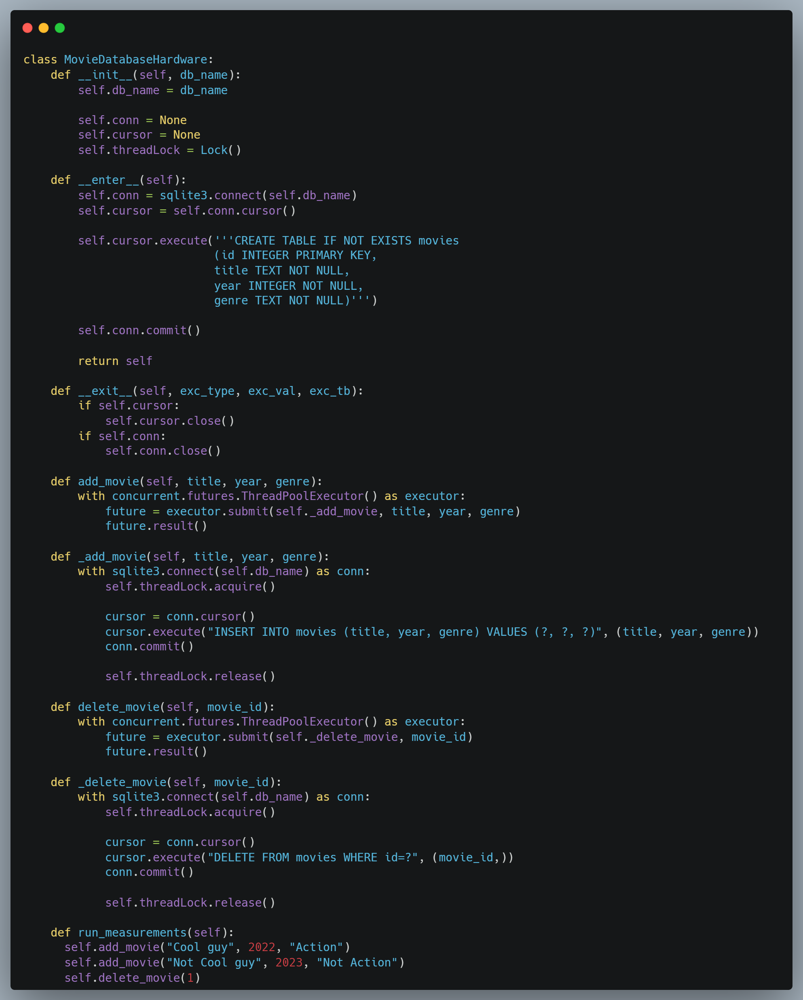 class MovieDatabaseHardware:
    def __init__(self, db_name):
        self.db_name = db_name

        self.conn = None
        self.cursor = None
        self.threadLock = Lock()

    def __enter__(self):
        self.conn = sqlite3.connect(self.db_name)
        self.cursor = self.conn.cursor()

        self.cursor.execute('''CREATE TABLE IF NOT EXISTS movies
                            (id INTEGER PRIMARY KEY,
                            title TEXT NOT NULL,
                            year INTEGER NOT NULL,
                            genre TEXT NOT NULL)''')

        self.conn.commit()

        return self

    def __exit__(self, exc_type, exc_val, exc_tb):
        if self.cursor:
            self.cursor.close()
        if self.conn:
            self.conn.close()

    def add_movie(self, title, year, genre):
        with concurrent.futures.ThreadPoolExecutor() as executor:
            future = executor.submit(self._add_movie, title, year, genre)
            future.result()

    def _add_movie(self, title, year, genre):
        with sqlite3.connect(self.db_name) as conn:
            self.threadLock.acquire()

            cursor = conn.cursor()
            cursor.execute("INSERT INTO movies (title, year, genre) VALUES (?, ?, ?)", (title, year, genre))
            conn.commit()

            self.threadLock.release()

    def delete_movie(self, movie_id):
        with concurrent.futures.ThreadPoolExecutor() as executor:
            future = executor.submit(self._delete_movie, movie_id)
            future.result()

    def _delete_movie(self, movie_id):
        with sqlite3.connect(self.db_name) as conn:
            self.threadLock.acquire()

            cursor = conn.cursor()
            cursor.execute("DELETE FROM movies WHERE id=?", (movie_id,))
            conn.commit()

            self.threadLock.release()

    def run_measurements(self):
      self.add_movie("Cool guy", 2022, "Action")
      self.add_movie("Not Cool guy", 2023, "Not Action")
      self.delete_movie(1)